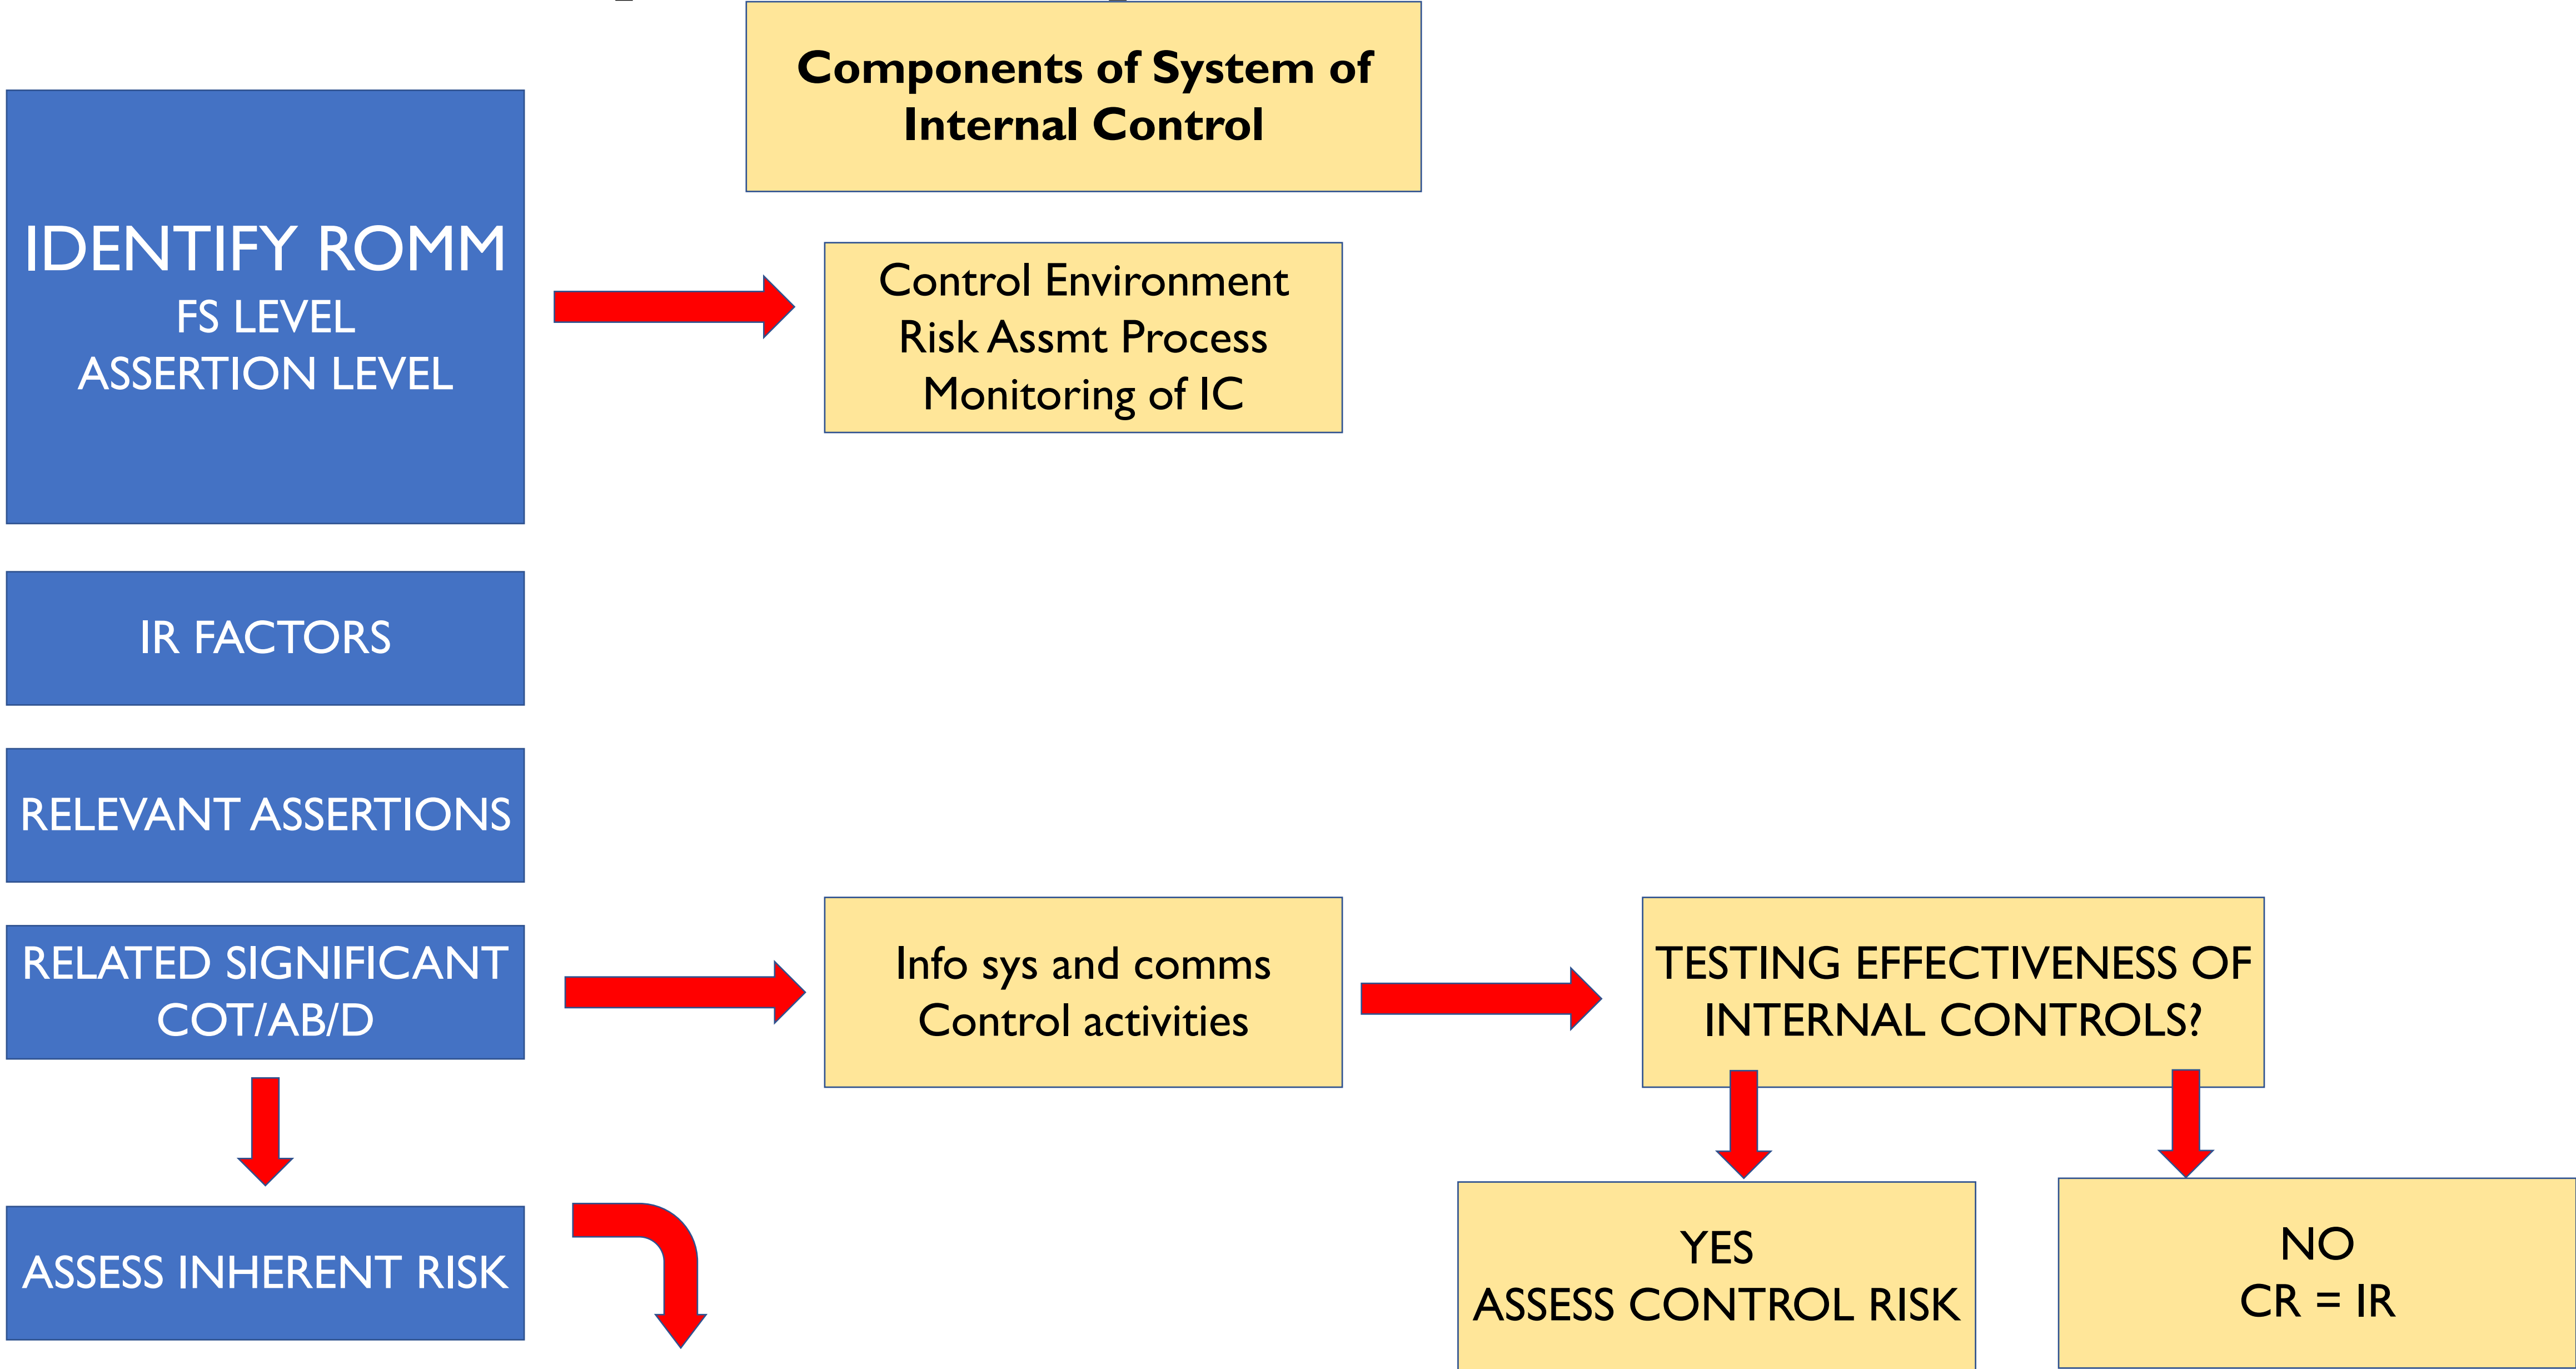 Components of System of
Internal Control
IDENTIFY ROMM
FS LEVEL
ASSERTION LEVEL
Control Environment
Risk Assmt Process
Monitoring of IC
IR FACTORS
RELEVANT ASSERTIONS
RELATED SIGNIFICANT
COT/AB/D
Info sys and comms
Control activities
TESTING EFFECTIVENESS OF
INTERNAL CONTROLS?
ASSESS INHERENT RISK
YES
ASSESS CONTROL RISK
NO
CR = IR